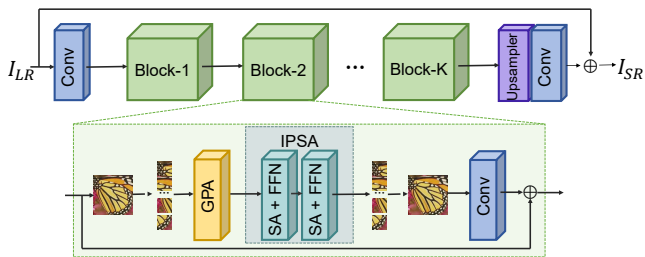 I_LR
Conv
Block-1
Block-2
...
Block-K
Upsampler
Conv
I_SR
IPSA
GPA
SA + FFN
SA + FFN
Conv